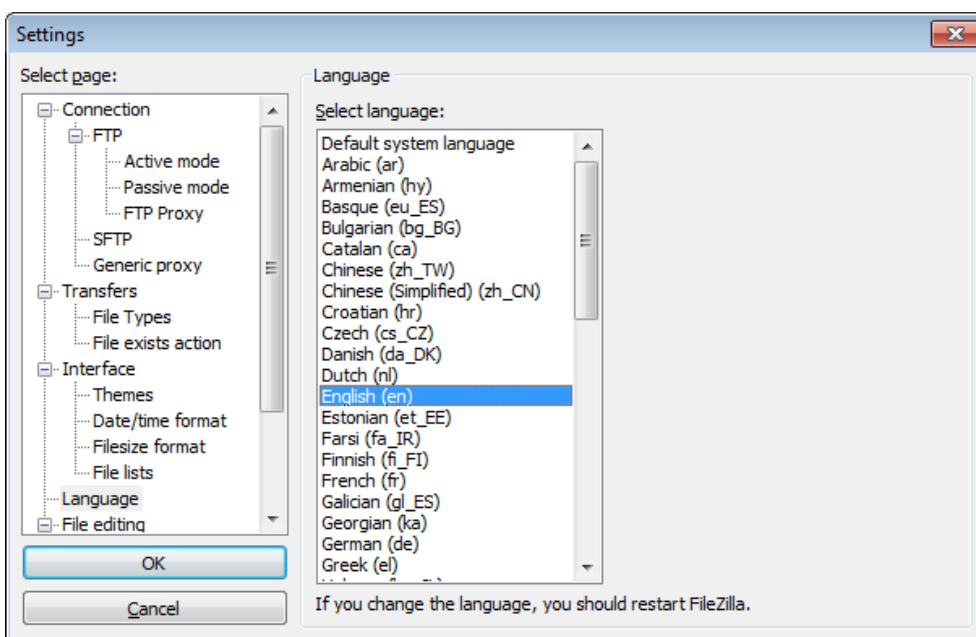 Settings
Select page:
Connection
FTP
Active mode
Passive mode
FTP Proxy
SFTP
Generic proxy
Transfers
File Types
File exists action
Interface
Themes
Date/time format
Filesize format
File lists
Language
File editing
OK
Cancel
Language
Select language:
Default system language
Arabic (ar)
Armenian (hy)
Basque (eu_ES)
Bulgarian (bg_BG)
Catalan (ca)
Chinese (zh_TW)
Chinese (Simplified) (zh_CN)
Croatian (hr)
Czech (cs_CZ)
Danish (da_DK)
Dutch (nl)
English (en)
Estonian (et_EE)
Farsi (fa_IR)
Finnish (fi_FI)
French (fr)
Galician (gl_ES)
Georgian (ka)
German (de)
Greek (el)
If you change the language, you should restart FileZilla.